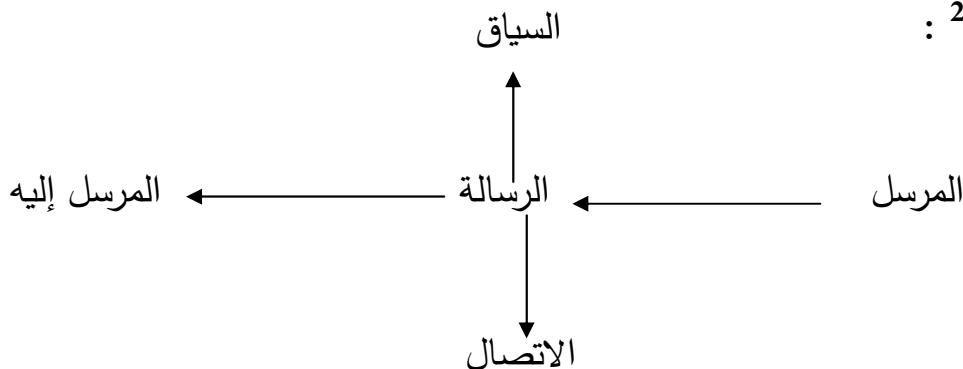 : ²
السياق
المرسل الرسالة المرسل إليه
الاتصال